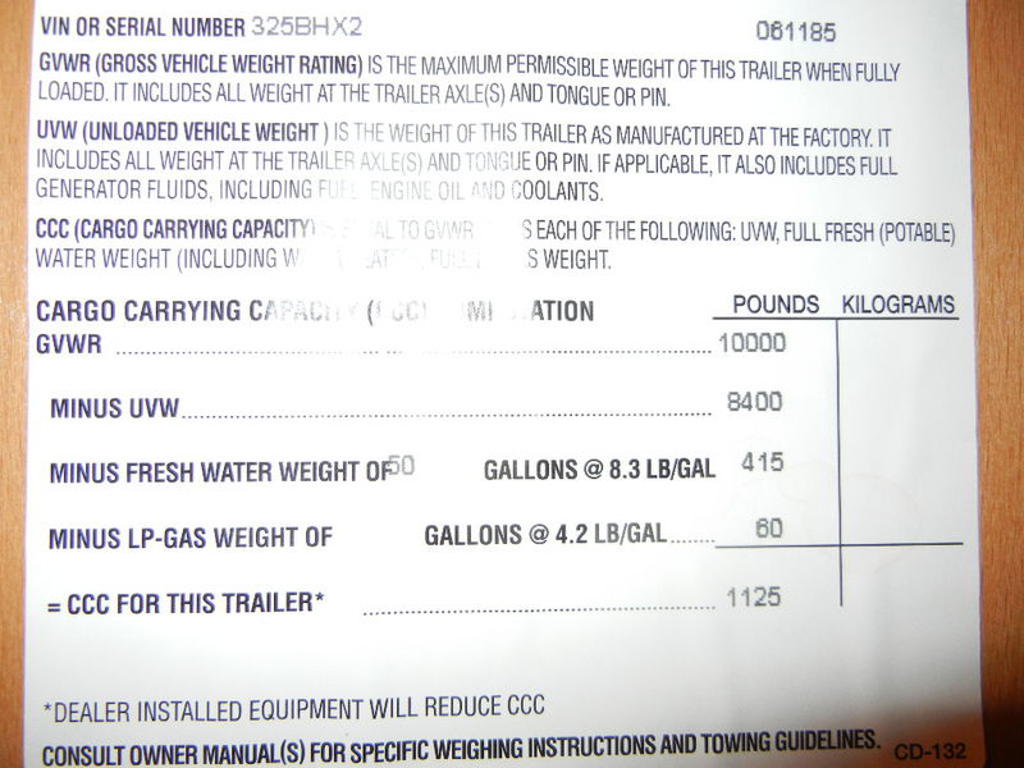 VIN OR SERIAL NUMBER 325BHX2 061185
GVWR (GROSS VEHICLE WEIGHT RATING) IS THE MAXIMUM PERMISSIBLE WEIGHT OF THIS TRAILER WHEN FULLY
LOADED. IT INCLUDES ALL WEIGHT AT THE TRAILER AXLE(S) AND TONGUE OR PIN.
UVW (UNLOADED VEHICLE WEIGHT ) IS THE WEIGHT OF THIS TRAILER AS MANUFACTURED AT THE FACTORY. IT
INCLUDES ALL WEIGHT AT THE TRAILER AXLE(S) AND TONGUE OR PIN. IF APPLICABLE, IT ALSO INCLUDES FULL
GENERATOR FLUIDS, INCLUDING FUEL ENGINE OIL AND COOLANTS.
CCC (CARGO CARRYING CAPACITY) TO GVWR EACH OF THE FOLLOWING: UVW, FULL FRESH (POTABLE)
WATER WEIGHT (INCLUDING FULL WEIGHT.
CARGO CARRYING CAPACITY (CCC)
POUNDS KILOGRAMS
GVWR ........ 10000
MINUS UVW ........ 8400
MINUS FRESH WATER WEIGHT OF 50 GALLONS @ 8.3 LB/GAL 415
MINUS LP-GAS WEIGHT OF GALLONS @ 4.2 LB/GAL ........ 60
= CCC FOR THIS TRAILER* ........ 1125
*DEALER INSTALLED EQUIPMENT WILL REDUCE CCC
CONSULT OWNER MANUAL(S) FOR SPECIFIC WEIGHING INSTRUCTIONS AND TOWING GUIDELINES. CD-132